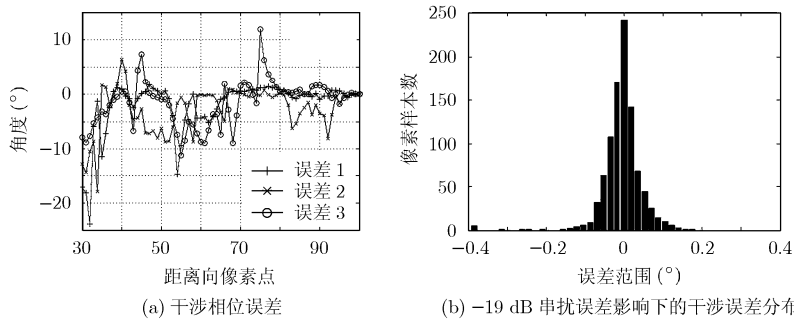 10
0
−5
−10
−20
角度 (°)
30
50
60
70
90
误差 1
误差 2
误差 3
距离向像素点
(a) 干涉相位误差
250
200
150
100
50
0
像素样本数
−0.4
−0.2
0
0.2
0.4
误差范围 (°)
(b) −19 dB 串扰误差影响下的干涉误差分布